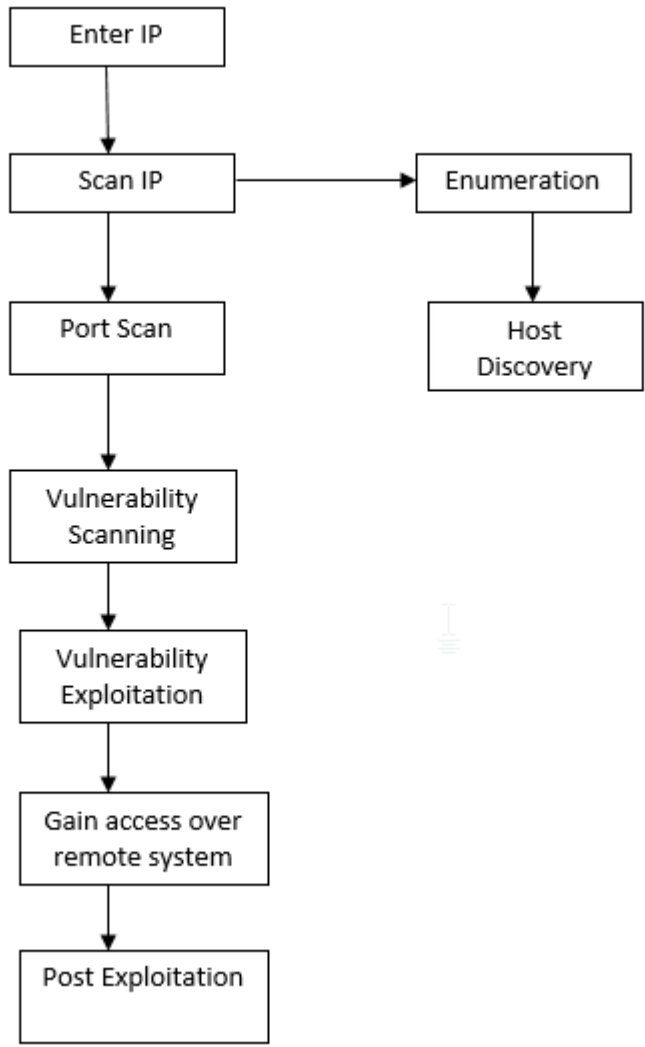 Enter IP
Scan IP
Enumeration
Port Scan
Host
Discovery
Vulnerability
Scanning
Vulnerability
Exploitation
Gain access over
remote system
Post Exploitation